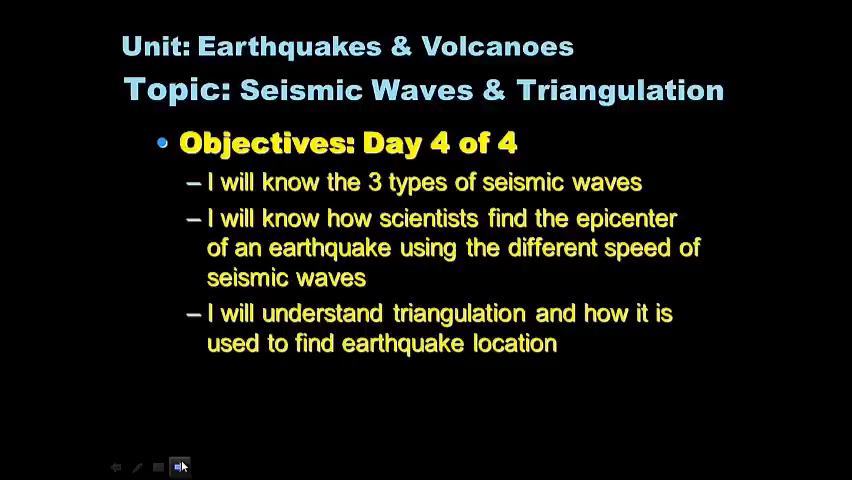 Unit: Earthquakes & Volcanoes
Topic: Seismic Waves & Triangulation
• Objectives: Day 4 of 4
– I will know the 3 types of seismic waves
– I will know how scientists find the epicenter
of an earthquake using the different speed of
seismic waves
– I will understand triangulation and how it is
used to find earthquake location